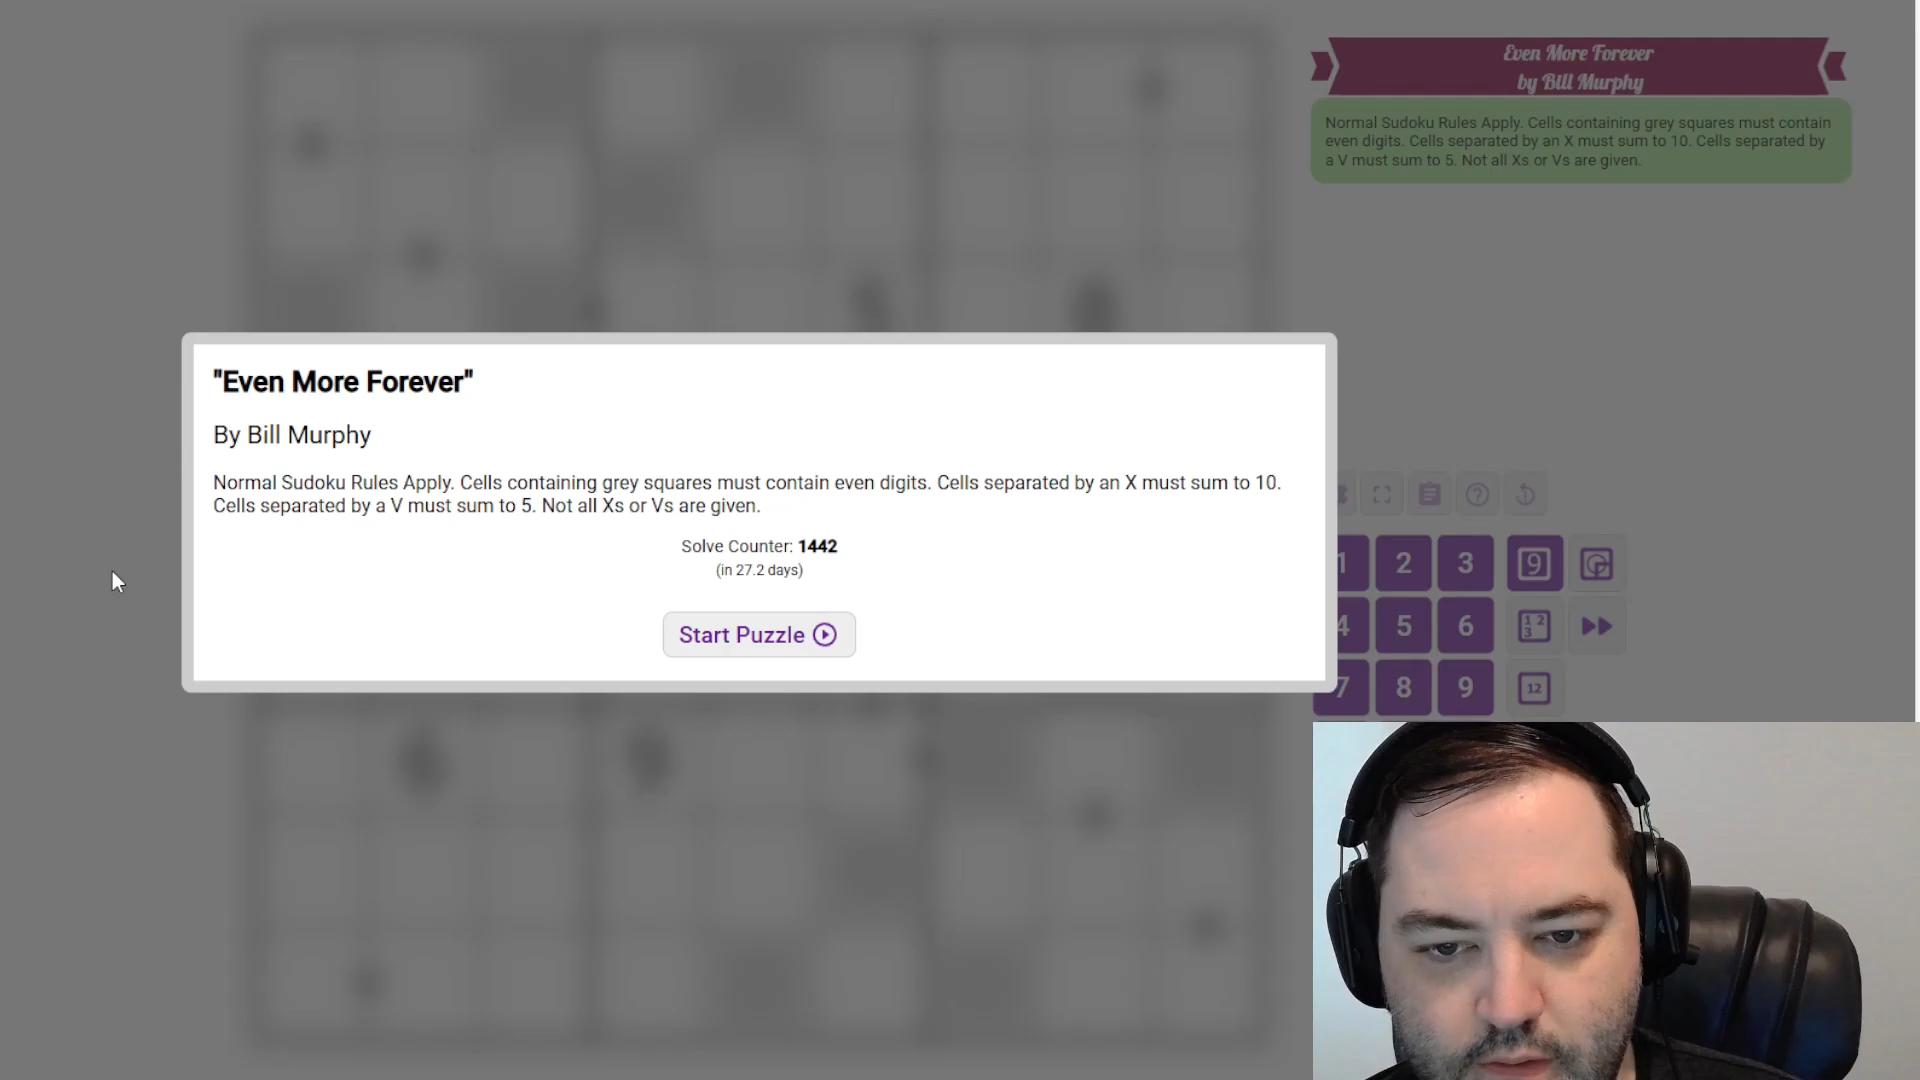 Even More Forever
by Bill Murphy
Normal Sudoku Rules Apply. Cells containing grey squares must contain
even digits. Cells separated by an X must sum to 10. Cells separated by
a V must sum to 5. Not all Xs or Vs are given.
"Even More Forever"
By Bill Murphy
Normal Sudoku Rules Apply. Cells containing grey squares must contain even digits. Cells separated by an X must sum to 10.
Cells separated by a V must sum to 5. Not all Xs or Vs are given.
Solve Counter: 1442
(in 27.2 days)
Start Puzzle
1 2 3 9
4 5 6 1 2 3
7 8 9 12